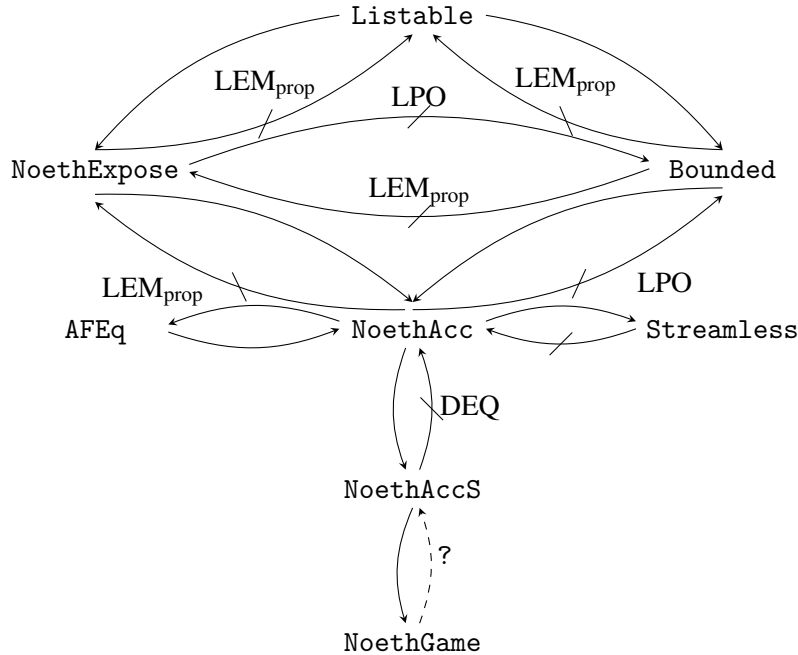 Listable
LEMprop LPO LEMprop
NoethExpose Bounded
LEMprop
LEMprop LPO
AFEq NoethAcc Streamless
DEQ
NoethAccS
?
NoethGame